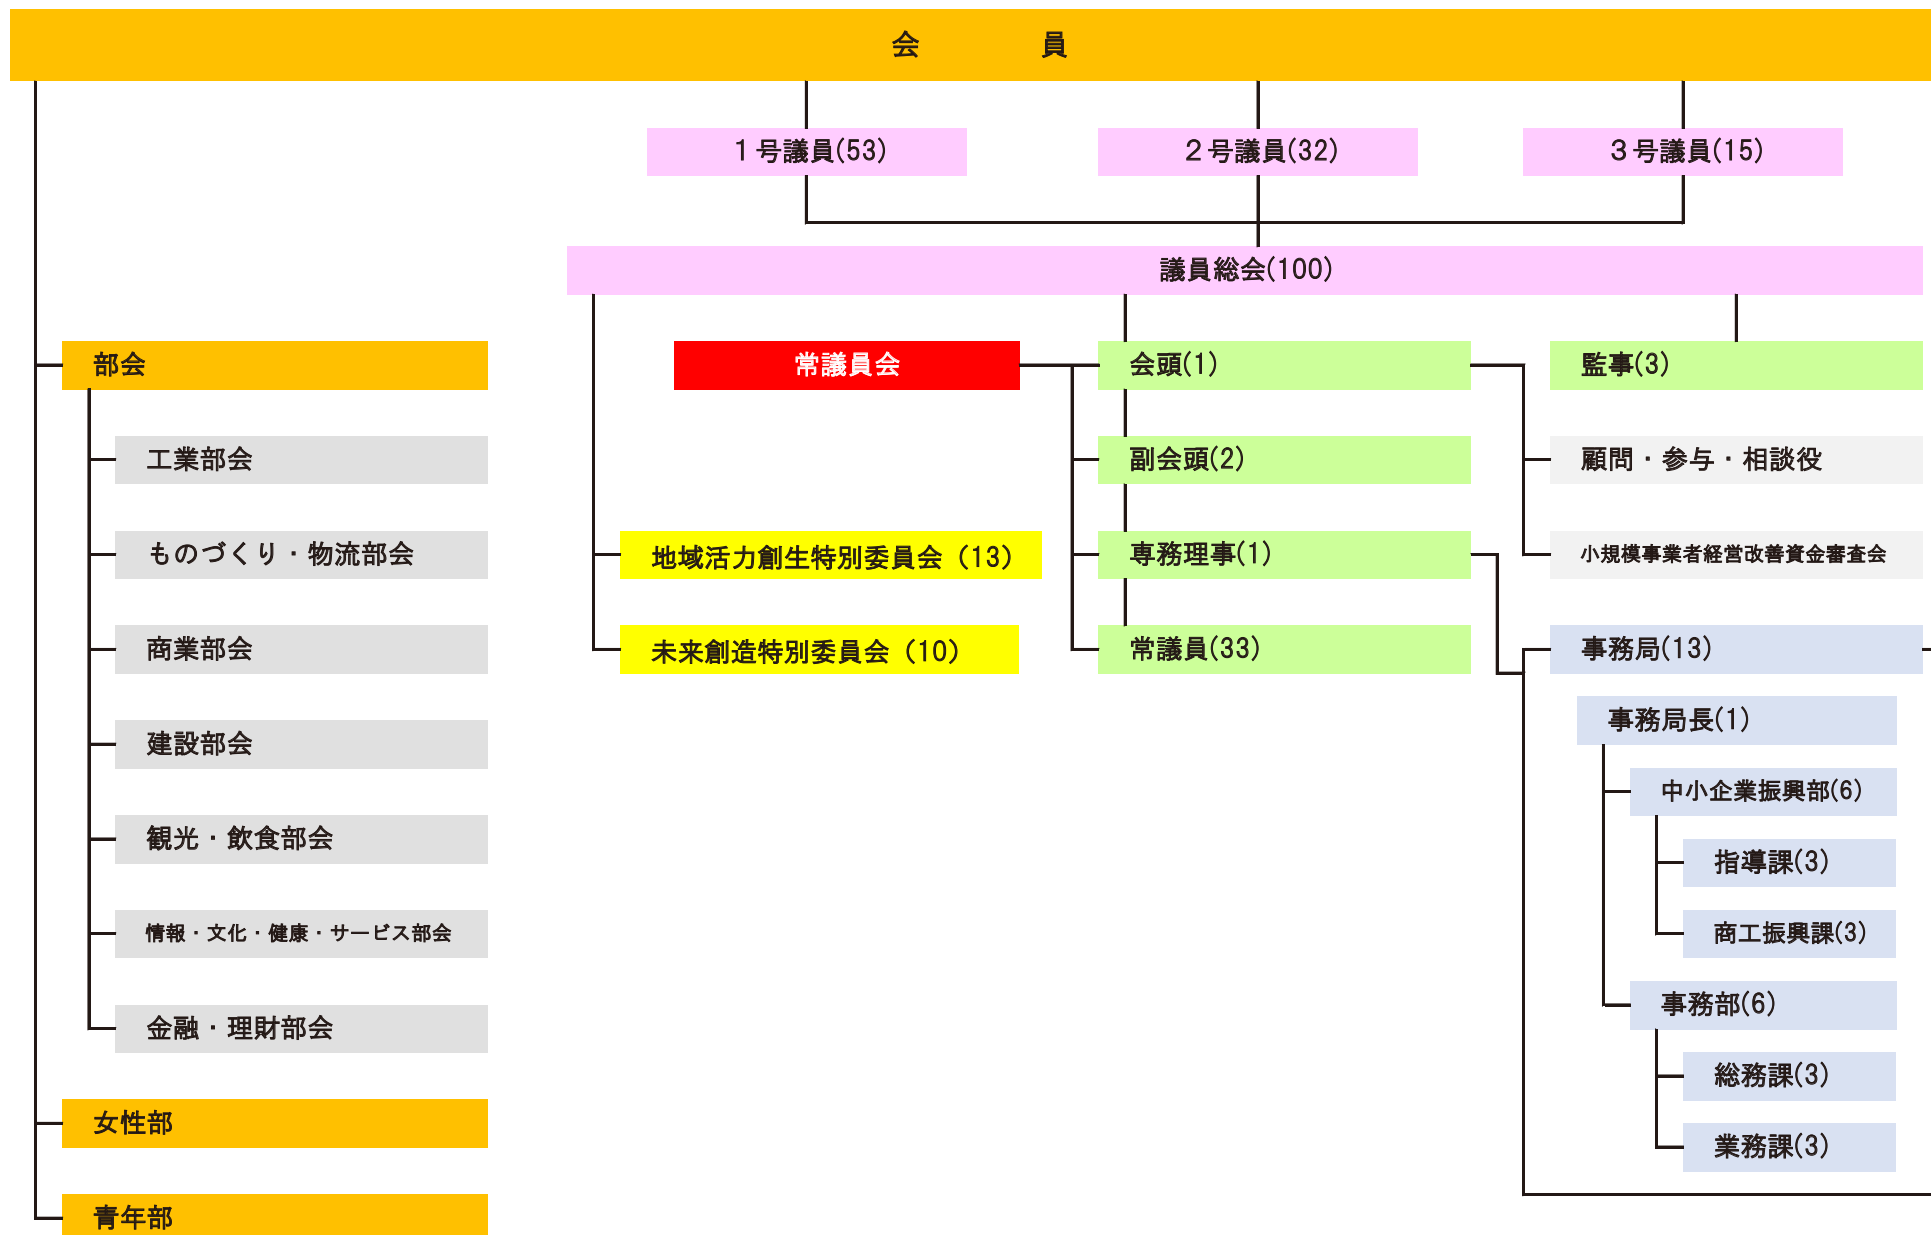 会　　　　員
１号議員(53)
２号議員(32)
３号議員(15)
議員総会(100)
部会
常議員会
会頭(1)
監事(3)
工業部会
副会頭(2)
顧問・参与・相談役
ものづくり・物流部会
地域活力創生特別委員会（13）
専務理事(1)
小規模事業者経営改善資金審査会
商業部会
未来創造特別委員会（10）
常議員(33)
事務局(13)
事務局長(1)
建設部会
中小企業振興部(6)
観光・飲食部会
指導課(3)
情報・文化・健康・サービス部会
商工振興課(3)
金融・理財部会
事務部(6)
総務課(3)
女性部
業務課(3)
青年部